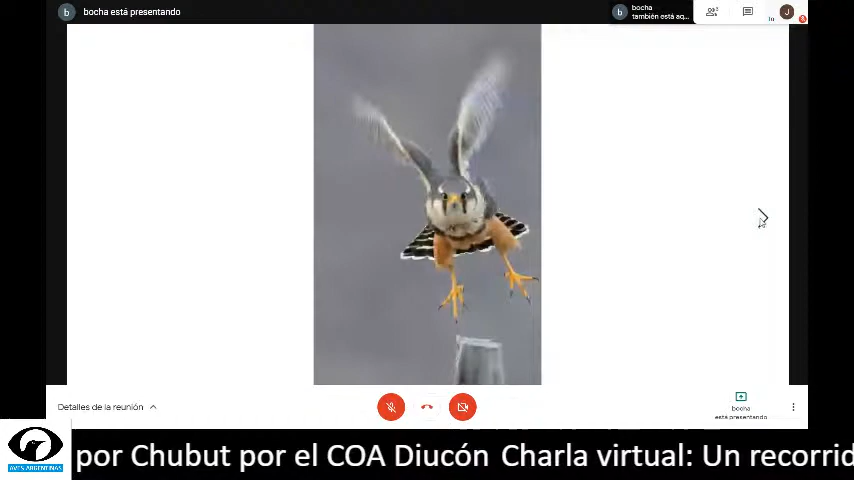 b bocha está presentando
b bocha
también está aq...
Tu
J
Detalles de la reunión
bocha
está presentando
AVES ARGENTINAS
por Chubut por el COA Diucón Charla virtual: Un recorrid